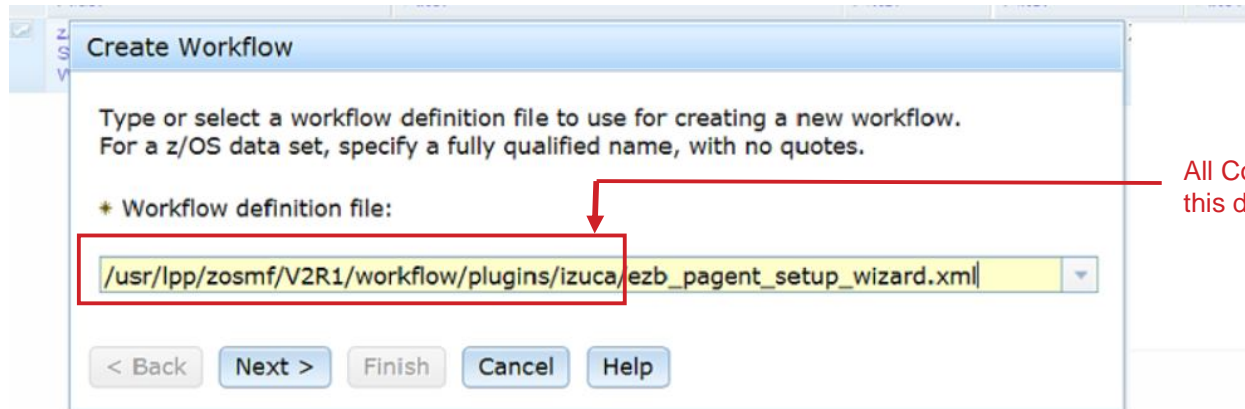 Create Workflow
Type or select a workflow definition file to use for creating a new workflow.
For a z/OS data set, specify a fully qualified name, with no quotes.
* Workflow definition file:
/usr/lpp/zosmf/V2R1/workflow/plugins/izuca/ezb_pagent_setup_wizard.xml
< Back Next > Finish Cancel Help
All Co
this d